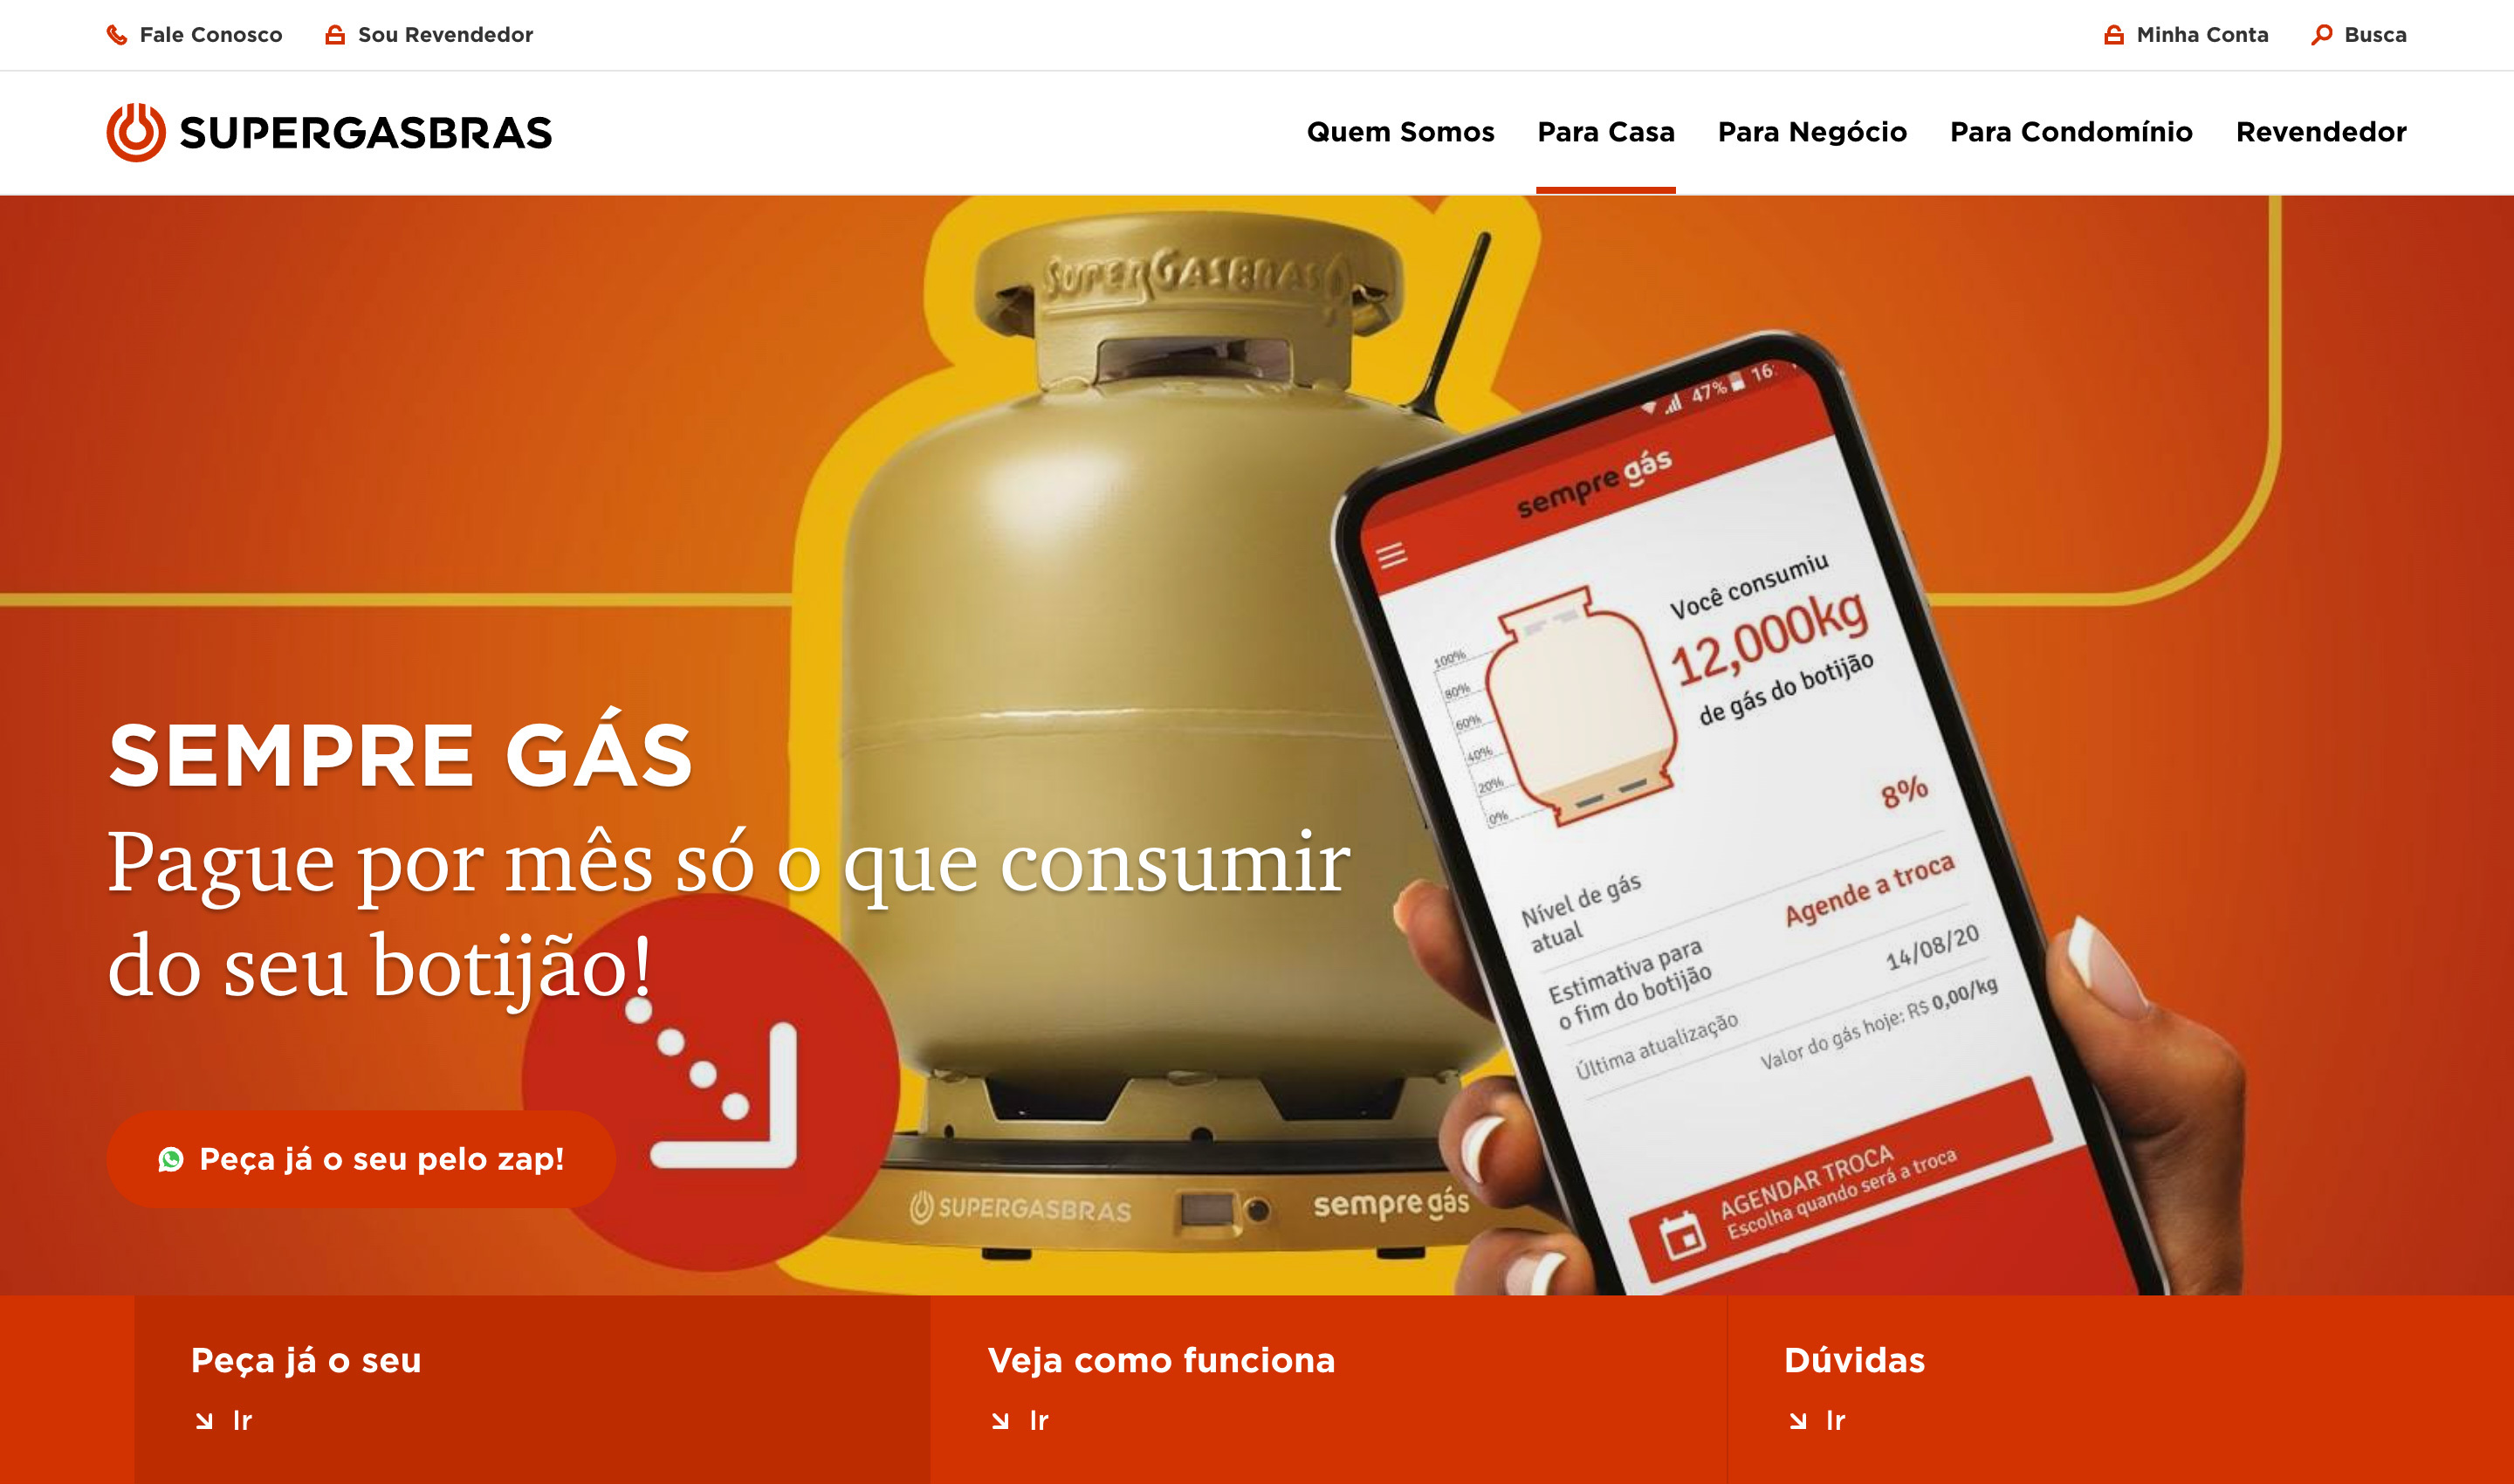 Fale Conosco
Sou Revendedor
Minha Conta
Busca
SUPERGASBRAS
Quem Somos
Para Casa
Para Negócio
Para Condomínio
Revendedor
SUPERGASBRAS
47%
sempre gás
Você consumiu
12,000kg
de gás do botijão
100%
80%
60%
40%
20%
0%
8%
Nível de gás
atual
Agende a troca
Estimativa para
o fim do botijão
14/08/20
Última atualização
Valor do gás hoje: R$ 0,00/kg
AGENDAR TROCA
Escolha quando será a troca
SEMPRE GÁS
Pague por mês só o que consumir
do seu botijão!
Peça já o seu pelo zap!
SUPERGASBRAS
sempre gás
Peça já o seu
Ir
Veja como funciona
Ir
Dúvidas
Ir